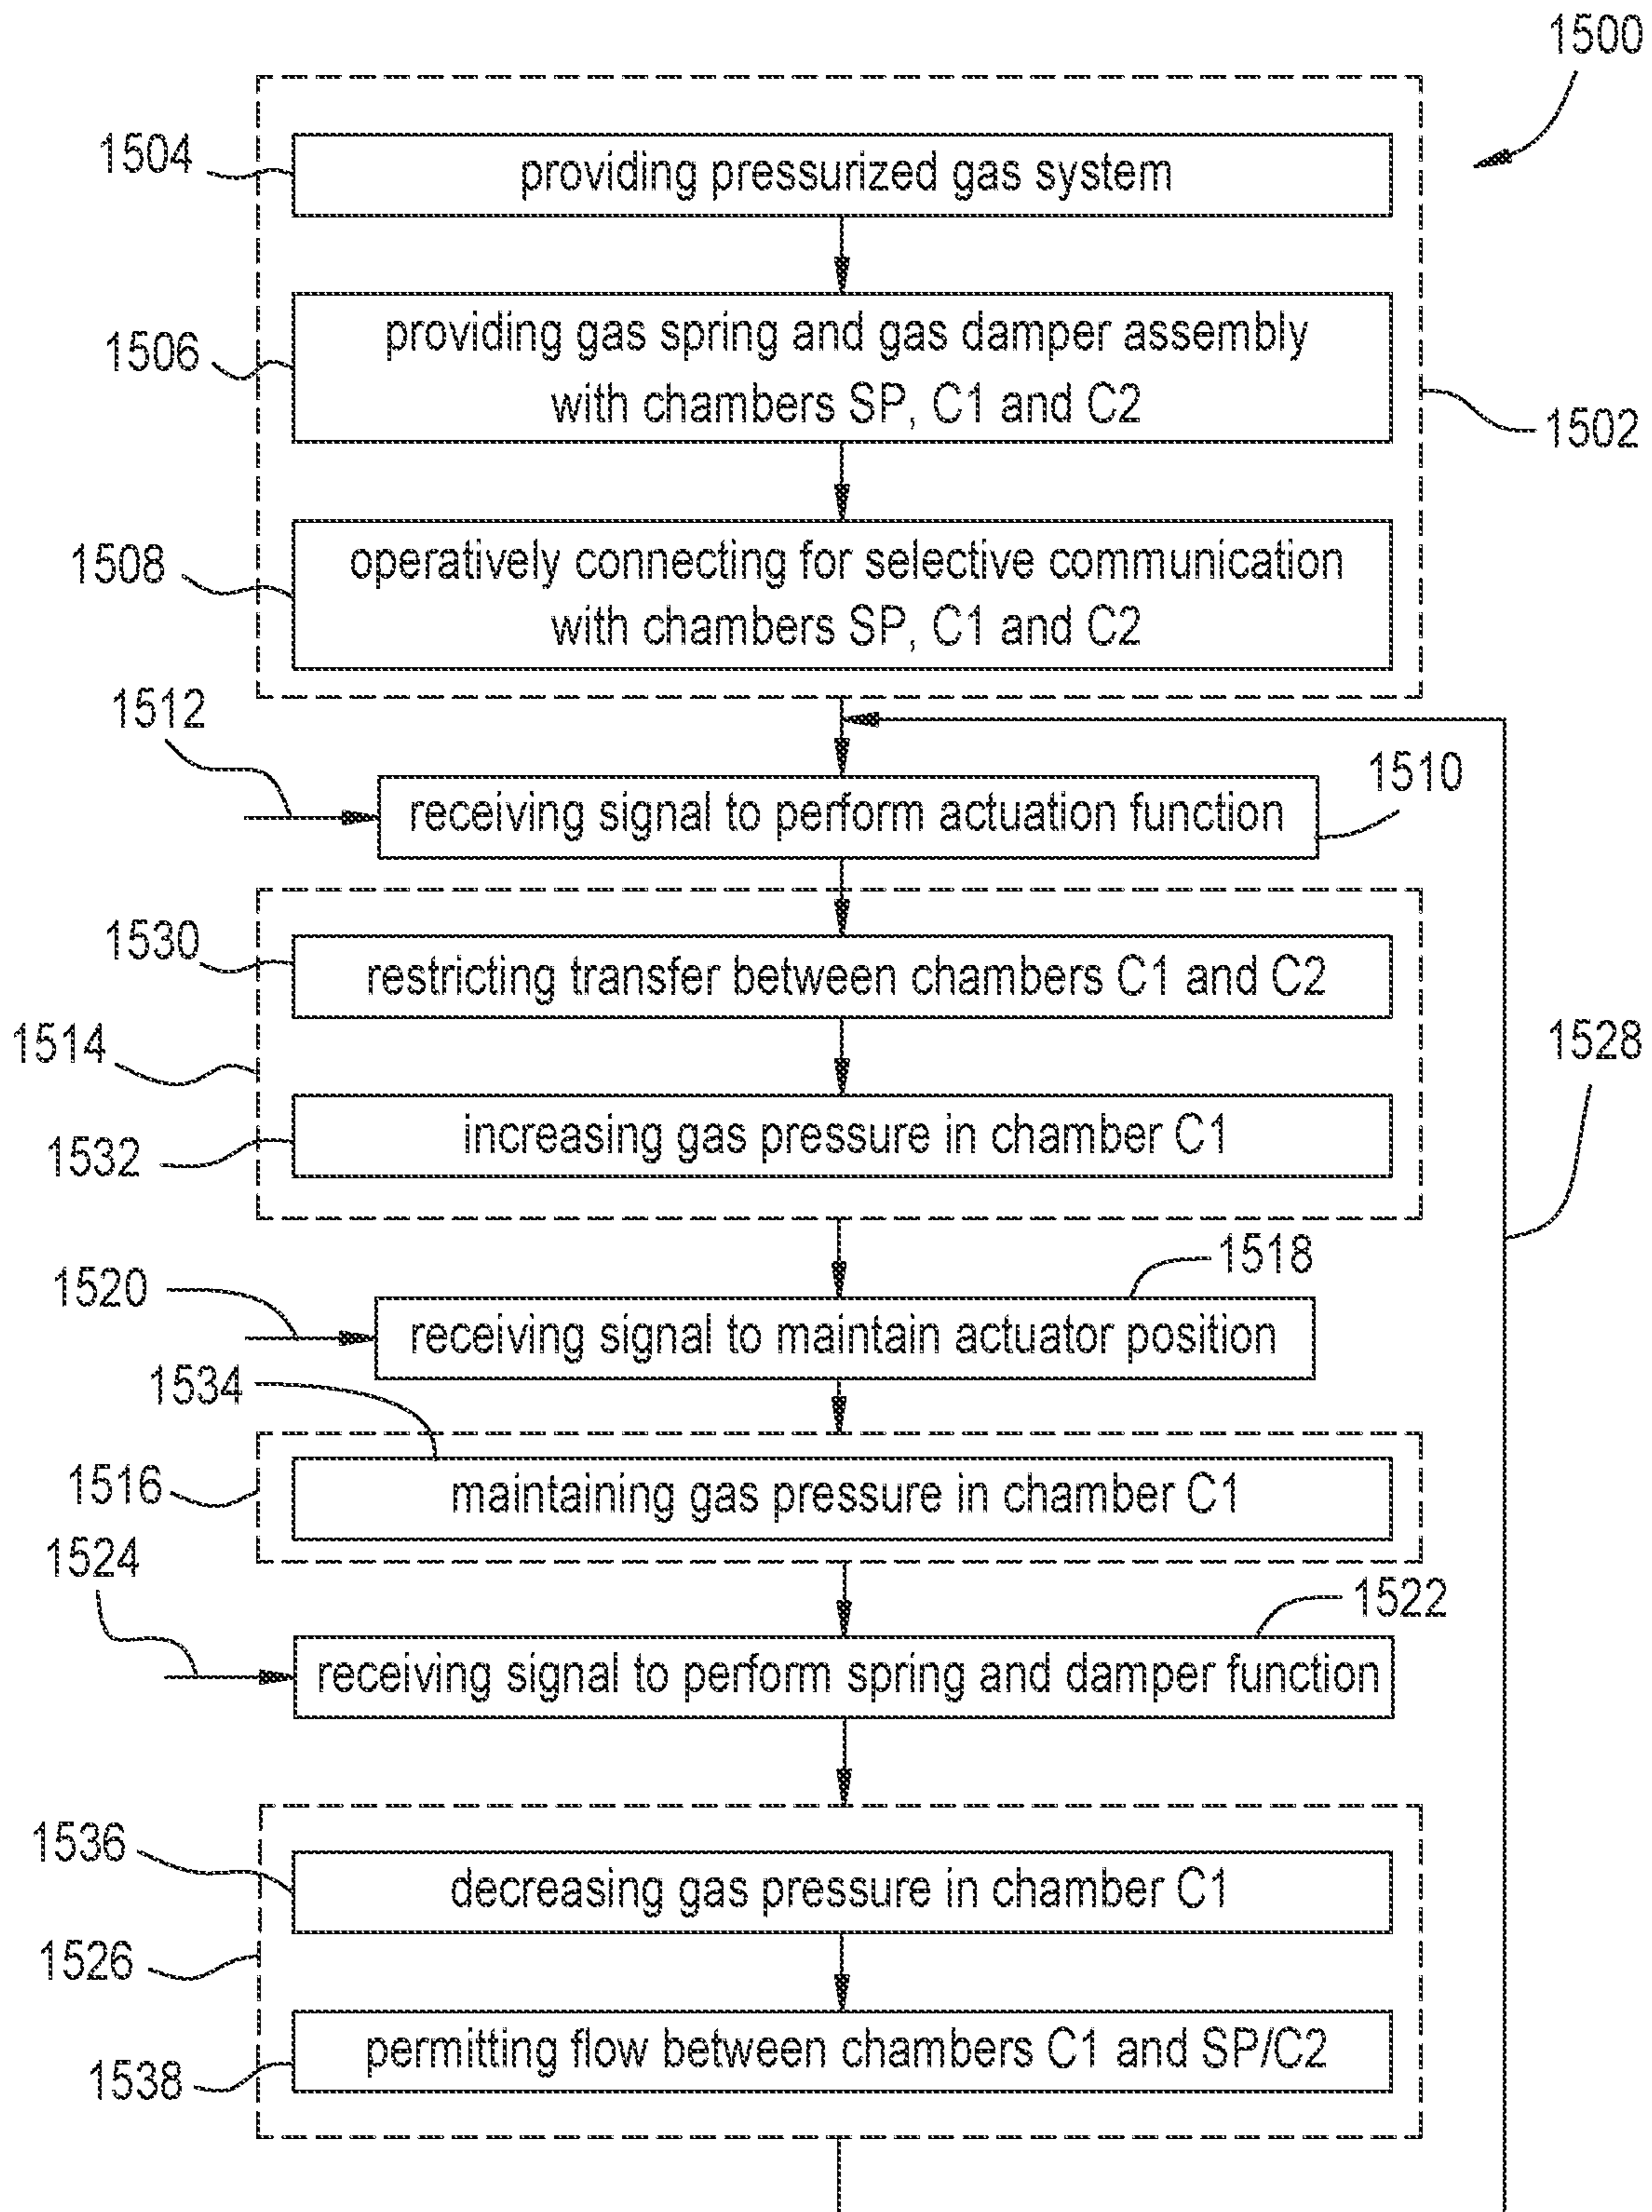 1500
1504
providing pressurized gas system
1506
providing gas spring and gas damper assembly
with chambers SP, C1 and C2
1502
1508
operatively connecting for selective communication
with chambers SP, C1 and C2
1512
1510
receiving signal to perform actuation function
1530
restricting transfer between chambers C1 and C2
1514
1528
1532
increasing gas pressure in chamber C1
1518
1520
receiving signal to maintain actuator position
1534
1516
maintaining gas pressure in chamber C1
1524
1522
receiving signal to perform spring and damper function
1536
decreasing gas pressure in chamber C1
1526
1538
permitting flow between chambers C1 and SP/C2